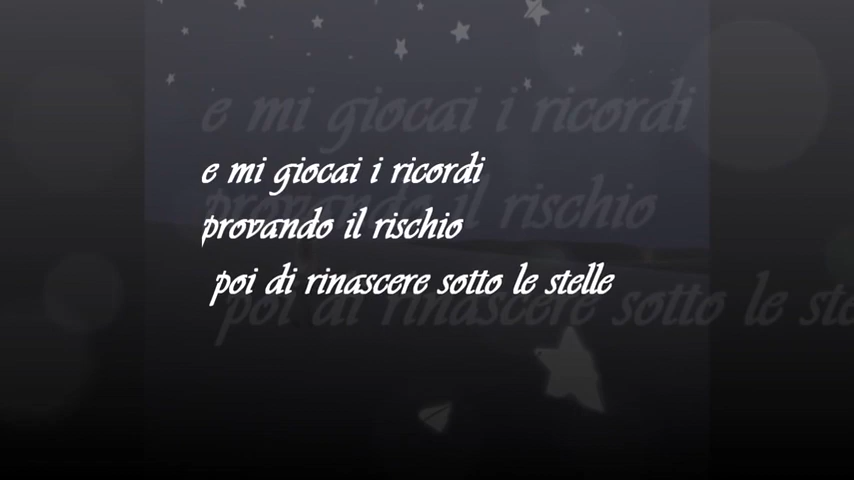 e mi giocai i ricordi
provando il rischio
poi di rinascere sotto le stelle